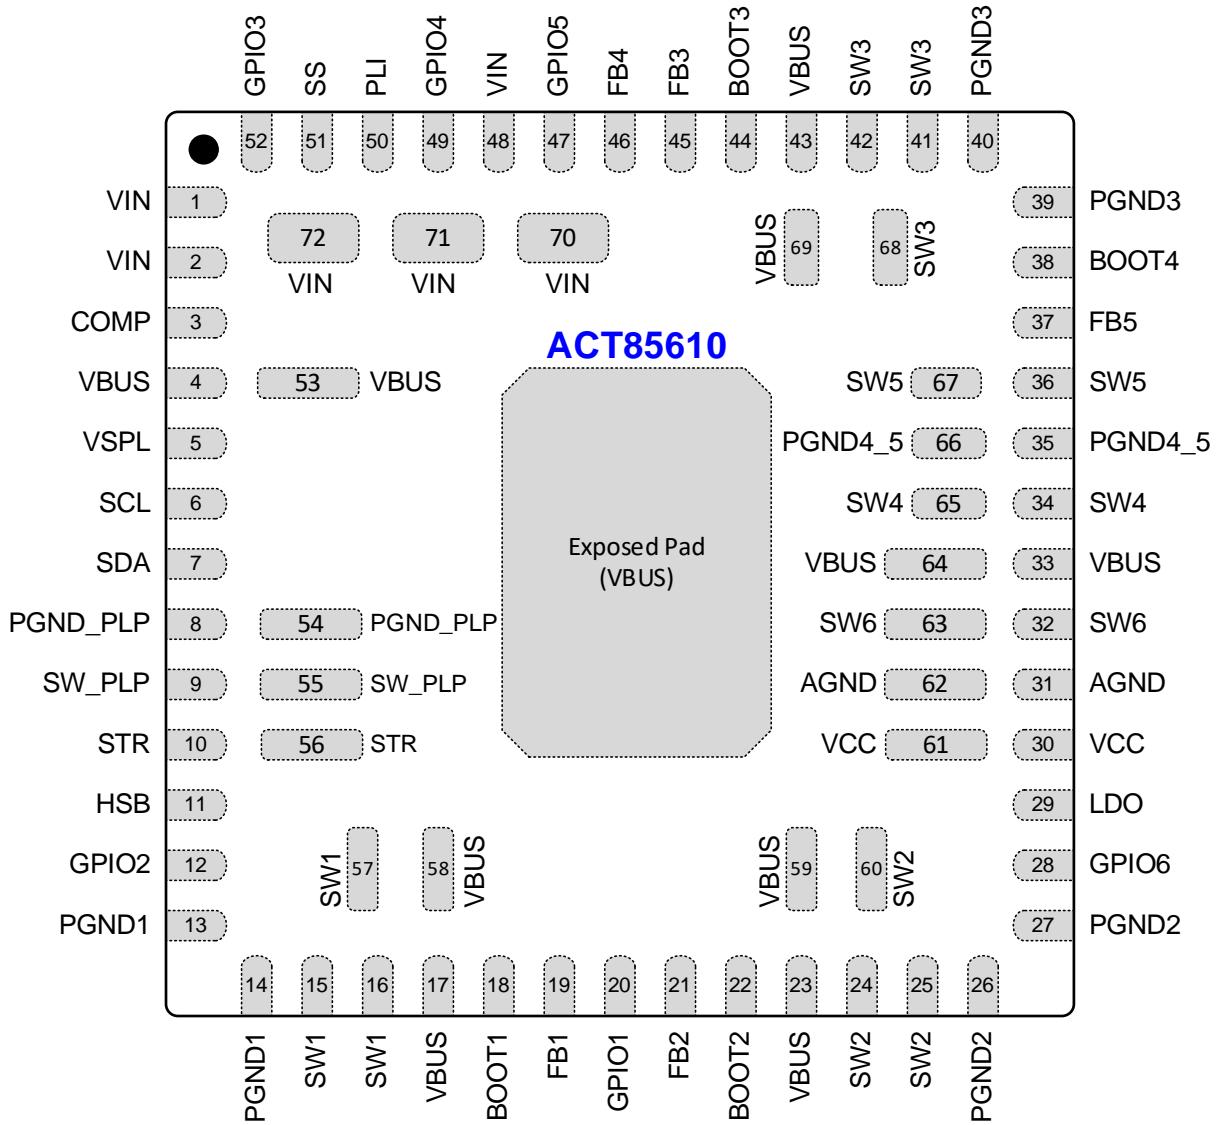 GPIO3
SS
PLI
GPIO4
VIN
GPIO5
FB4
FB3
BOOT3
VBUS
SW3
SW3
PGND3
52
51
50
49
48
47
46
45
44
43
42
41
40
VIN 1
39 PGND3
72
71
70
VBUS
69
68
SW3
VIN
VIN
VIN
VIN 2
38 BOOT4
COMP 3
37 FB5
ACT85610
VBUS 4
53 VBUS
SW5 67
36 SW5
VSPL 5
PGND4_5 66
35 PGND4_5
SCL 6
SW4 65
34 SW4
Exposed Pad
(VBUS)
SDA 7
VBUS 64
33 VBUS
PGND_PLP 8
54 PGND_PLP
SW6 63
32 SW6
SW_PLP 9
55 SW_PLP
AGND 62
31 AGND
STR 10
56 STR
VCC 61
30 VCC
HSB 11
29 LDO
GPIO2 12
SW1
57
58
VBUS
VBUS
59
60
SW2
28 GPIO6
PGND1 13
27 PGND2
14
15
16
17
18
19
20
21
22
23
24
25
26
PGND1
SW1
SW1
VBUS
BOOT1
FB1
GPIO1
FB2
BOOT2
VBUS
SW2
SW2
PGND2